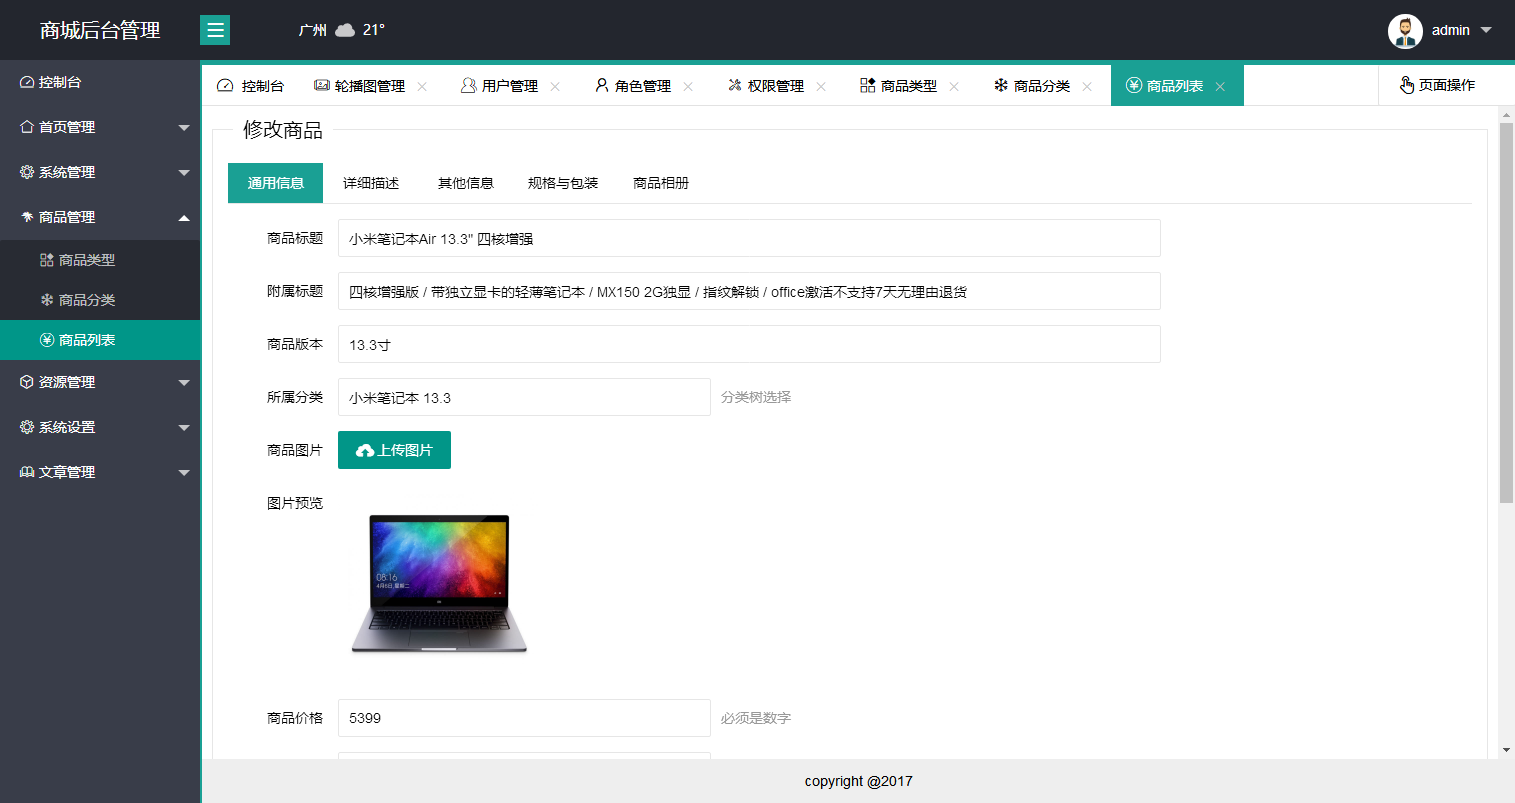 商城后台管理
广州 21°
admin
控制台
首页管理
系统管理
商品管理
商品类型
商品分类
商品列表
资源管理
系统设置
文章管理
控制台 轮播图管理 用户管理 角色管理 权限管理 商品类型 商品分类 商品列表 页面操作
修改商品
通用信息 详细描述 其他信息 规格与包装 商品相册
商品标题 小米笔记本Air 13.3" 四核增强
附属标题 四核增强版 / 带独立显卡的轻薄笔记本 / MX150 2G独显 / 指纹解锁 / office激活不支持7天无理由退货
商品版本 13.3寸
所属分类 小米笔记本 13.3 分类树选择
商品图片 上传图片
图片预览
08:16
4月6日,星期二
商品价格 5399 必须是数字
copyright @2017